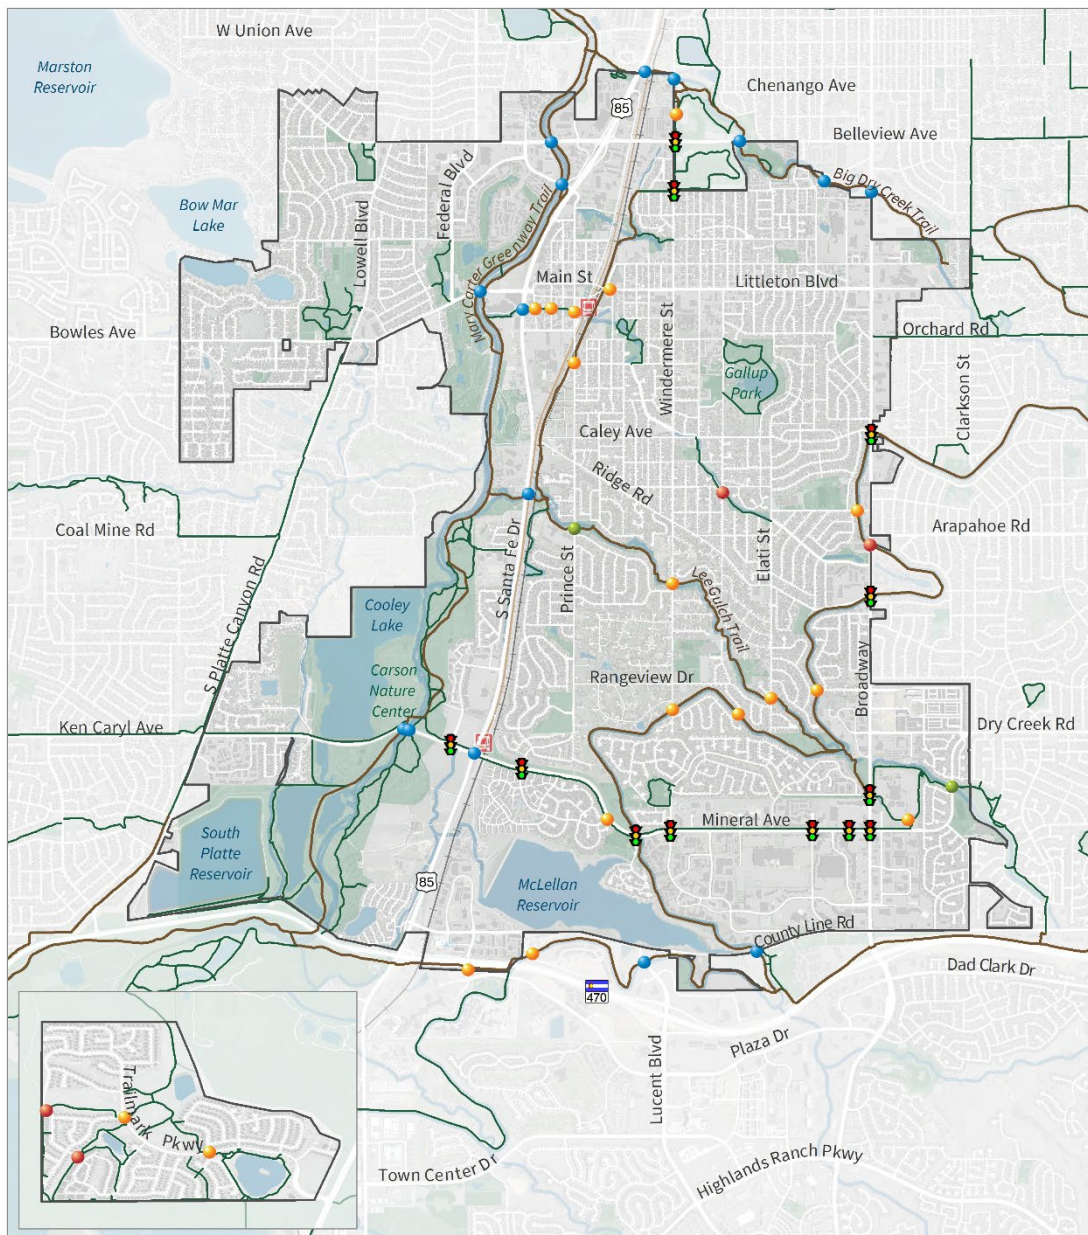 W Union Ave
Marston
Reservoir
Chenango Ave
85
Belleview Ave
Federal Blvd
Big Dry Creek Trail
Bow Mar
Lake
Lowell Blvd
Mary Carter Greenway Trail
Main St
Littleton Blvd
Bowles Ave
Orchard Rd
Windermere St
Gallup
Park
Clarkson St
Caley Ave
Ridge Rd
Coal Mine Rd
Arapahoe Rd
S Santa Fe Dr
Prince St
Elati St
Lee Gulch Trail
S Platte Canyon Rd
Cooley
Lake
Carson
Nature
Center
Rangeview Dr
Broadway
Ken Caryl Ave
Dry Creek Rd
Mineral Ave
South
Platte
Reservoir
85
McLellan
Reservoir
County Line Rd
Dad Clark Dr
470
Plaza Dr
Lucent Blvd
Trailmark Pkwy
Town Center Dr
Highlands Ranch Pkwy